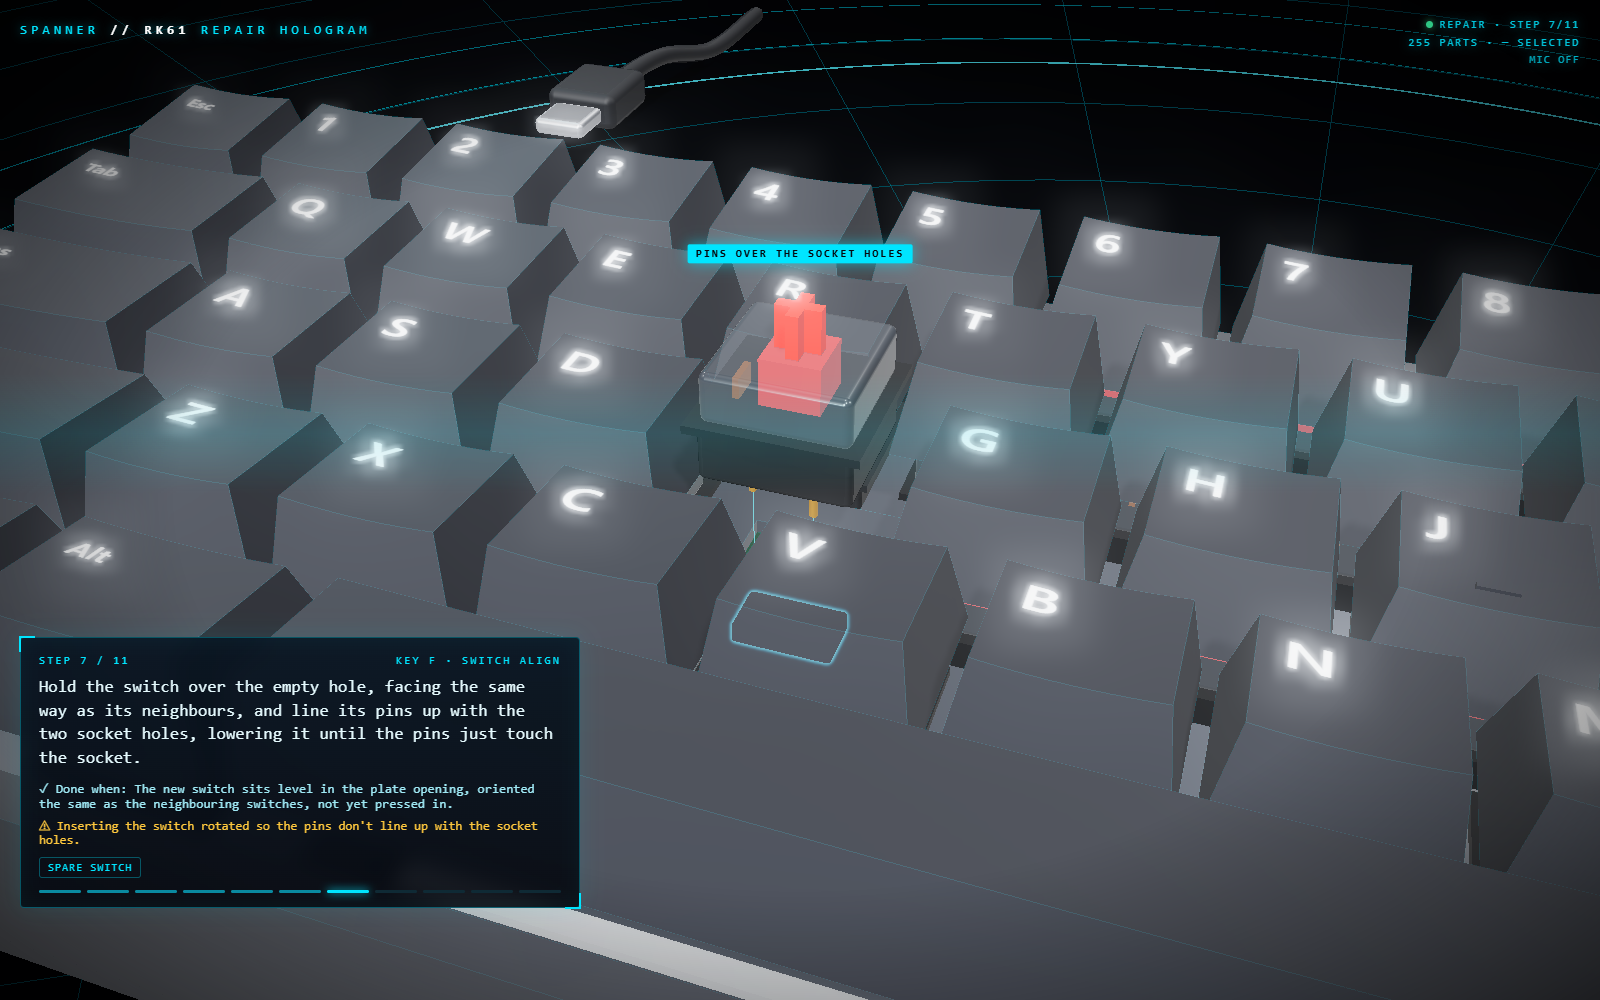 SPANNER // RK61 REPAIR HOLOGRAM
REPAIR · STEP 7/11
255 PARTS · — SELECTED
MIC OFF
Esc
1
2
3
4
5
6
7
8
Tab
Q
W
E
R
T
Y
U
PINS OVER THE SOCKET HOLES
s
A
S
D
G
H
J
Z
X
C
V
B
N
Alt
STEP 7 / 11
KEY F · SWITCH ALIGN
Hold the switch over the empty hole, facing the same
way as its neighbours, and line its pins up with the
two socket holes, lowering it until the pins just touch
the socket.
✓ Done when: The new switch sits level in the plate opening, oriented
the same as the neighbouring switches, not yet pressed in.
⚠ Inserting the switch rotated so the pins don't line up with the socket
holes.
SPARE SWITCH